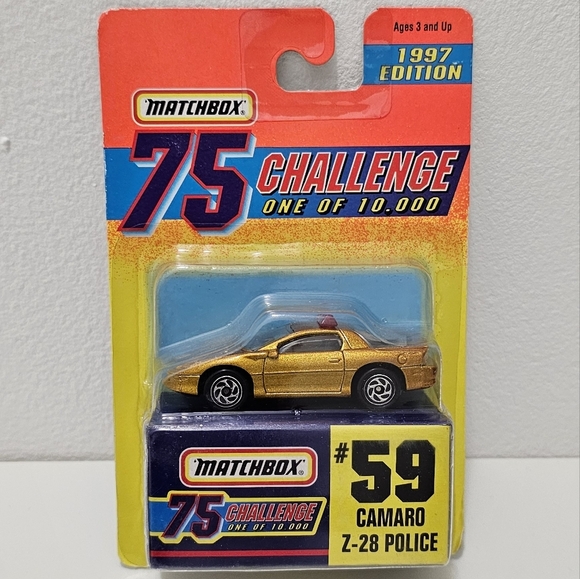 Ages 3 and Up
1997
EDITION
MATCHBOX®
75 CHALLENGE
ONE OF 10.000
MATCHBOX®
75 CHALLENGE
ONE OF 10.000
#59
CAMARO
Z-28 POLICE